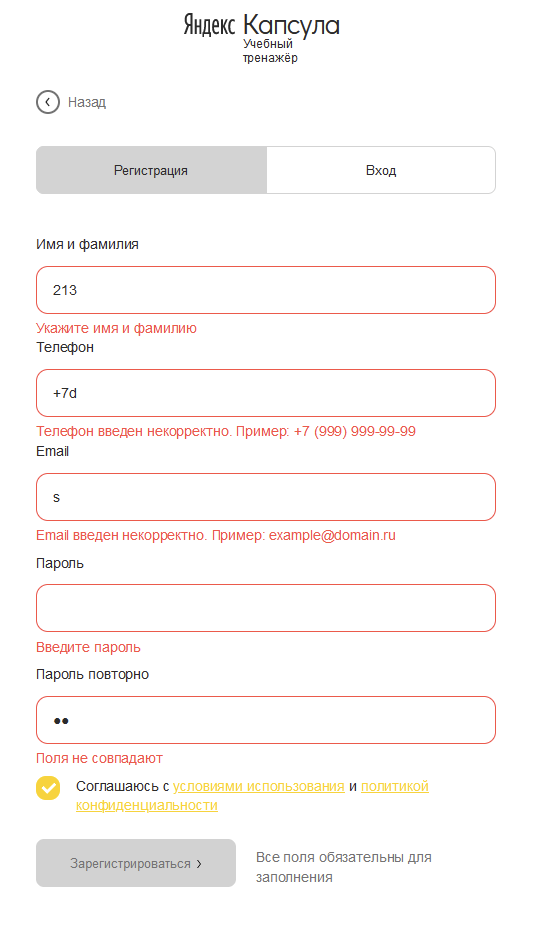 Яндекс Капсула
Учебный
тренажёр
Назад
Регистрация
Вход
Имя и фамилия
213
Укажите имя и фамилию
Телефон
+7d
Телефон введен некорректно. Пример: +7 (999) 999-99-99
Email
s
Email введен некорректно. Пример: example@domain.ru
Пароль
Введите пароль
Пароль повторно
••
Поля не совпадают
Соглашаюсь с условиями использования и политикой
конфиденциальности
Зарегистрироваться
Все поля обязательны для
заполнения